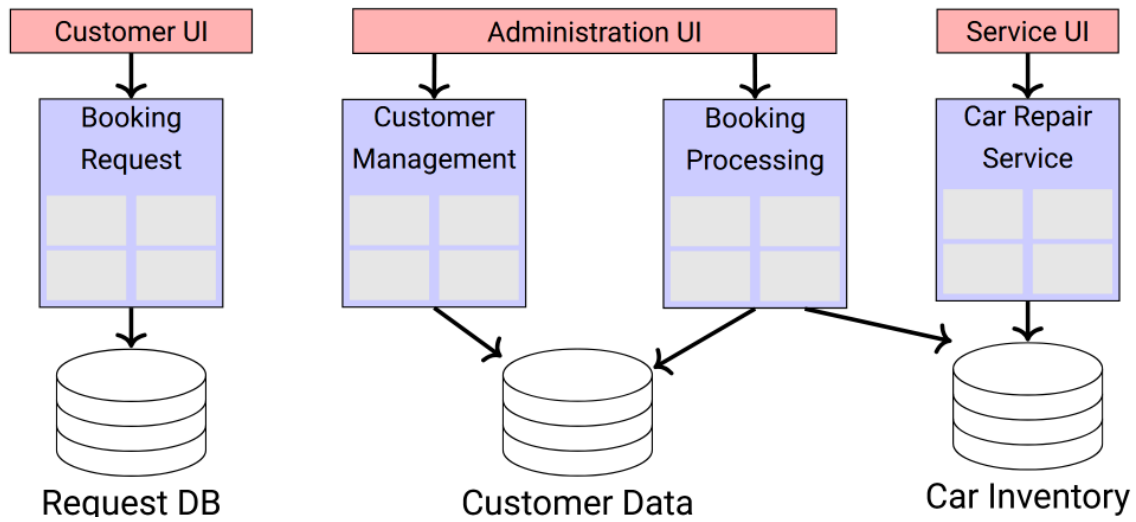 Customer UI
Administration UI
Service UI
Booking
Request
Customer
Management
Booking
Processing
Car Repair
Service
Request DB
Customer Data
Car Inventory